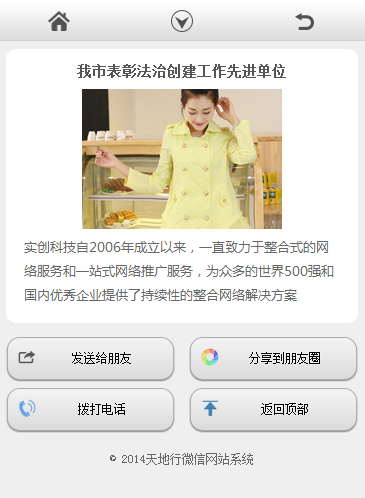 我市表彰法治创建工作先进单位
实创科技自2006年成立以来，一直致力于整合式的网
络服务和一站式网络推广服务，为众多的世界500强和
国内优秀企业提供了持续性的整合网络解决方案
发送给朋友
分享到朋友圈
拨打电话
返回顶部
© 2014天地行微信网站系统